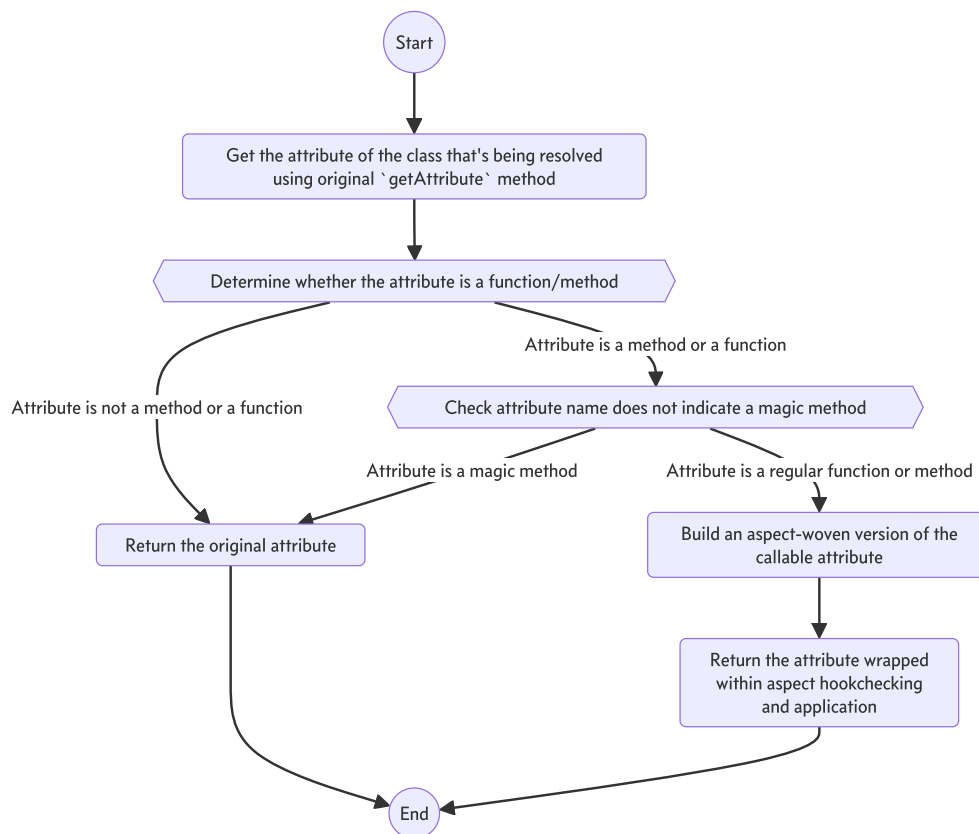 Start
Get the attribute of the class that's being resolved
using original `getAttribute` method
Determine whether the attribute is a function/method
Attribute is a method or a function
Attribute is not a method or a function
Check attribute name does not indicate a magic method
Attribute is a magic method
Attribute is a regular function or method
Return the original attribute
Build an aspect-woven version of the
callable attribute
Return the attribute wrapped
within aspect hookchecking
and application
End